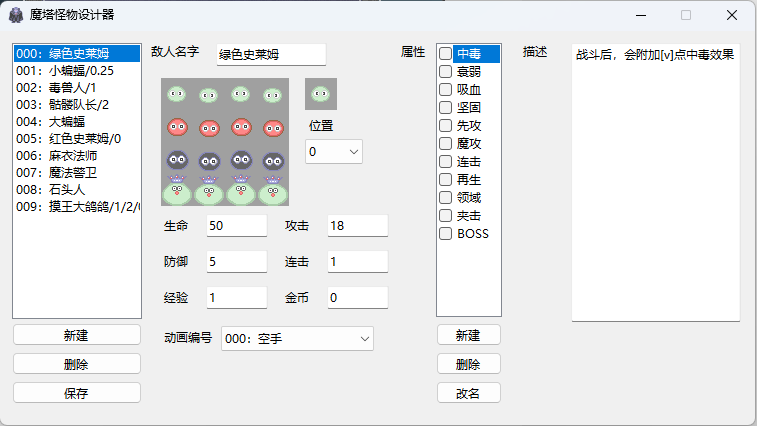 魔塔怪物设计器
000：绿色史莱姆
001：小蝙蝠/0.25
002：毒兽人/1
003：骷髅队长/2
004：大蝙蝠
005：红色史莱姆/0
006：麻衣法师
007：魔法警卫
008：石头人
009：摸王大鸽鸽/1/2/
新建
删除
保存
敌人名字 绿色史莱姆
位置
0
生命 50 攻击 18
防御 5 连击 1
经验 1 金币 0
动画编号 000：空手
属性
中毒
衰弱
吸血
坚固
先攻
魔攻
连击
再生
领域
夹击
BOSS
新建
删除
改名
描述
战斗后，会附加[v]点中毒效果